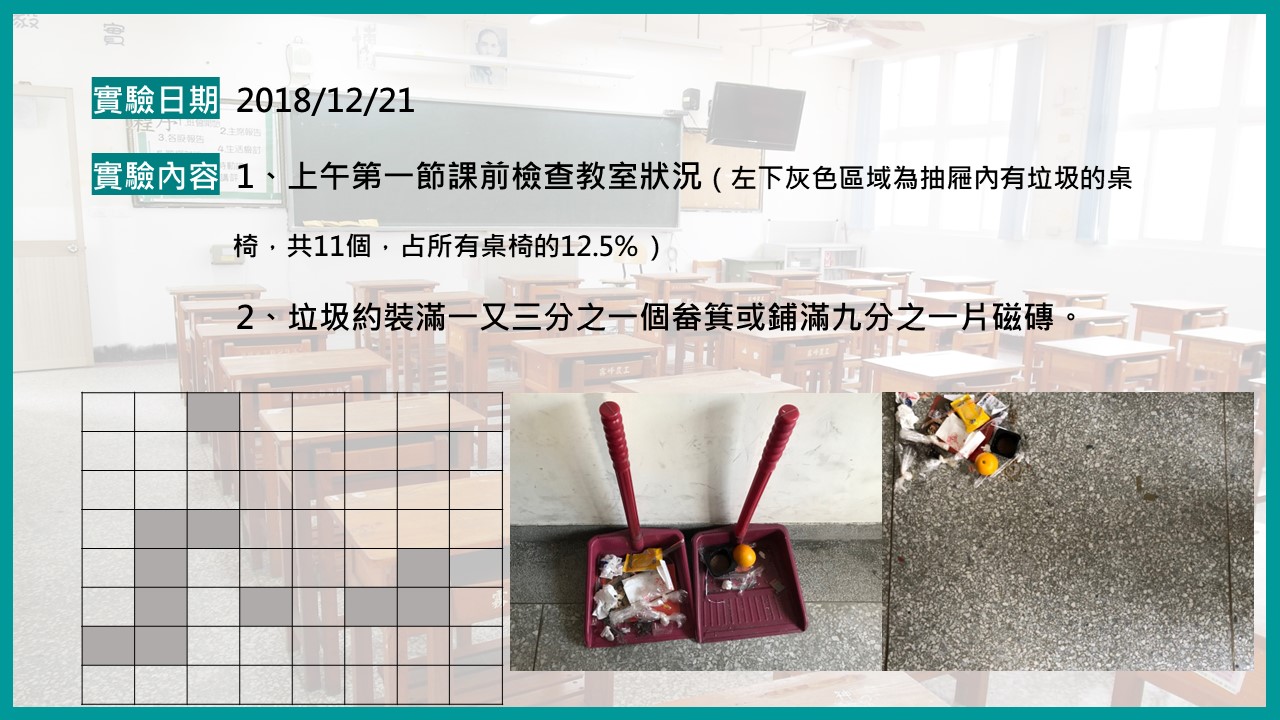 實驗日期 2018/12/21
實驗內容 1、上午第一節課前檢查教室狀況（左下灰色區域為抽屜內有垃圾的桌
椅，共11個，占所有桌椅的12.5%）
2、垃圾約裝滿一又三分之一個畚箕或鋪滿九分之一片磁磚。